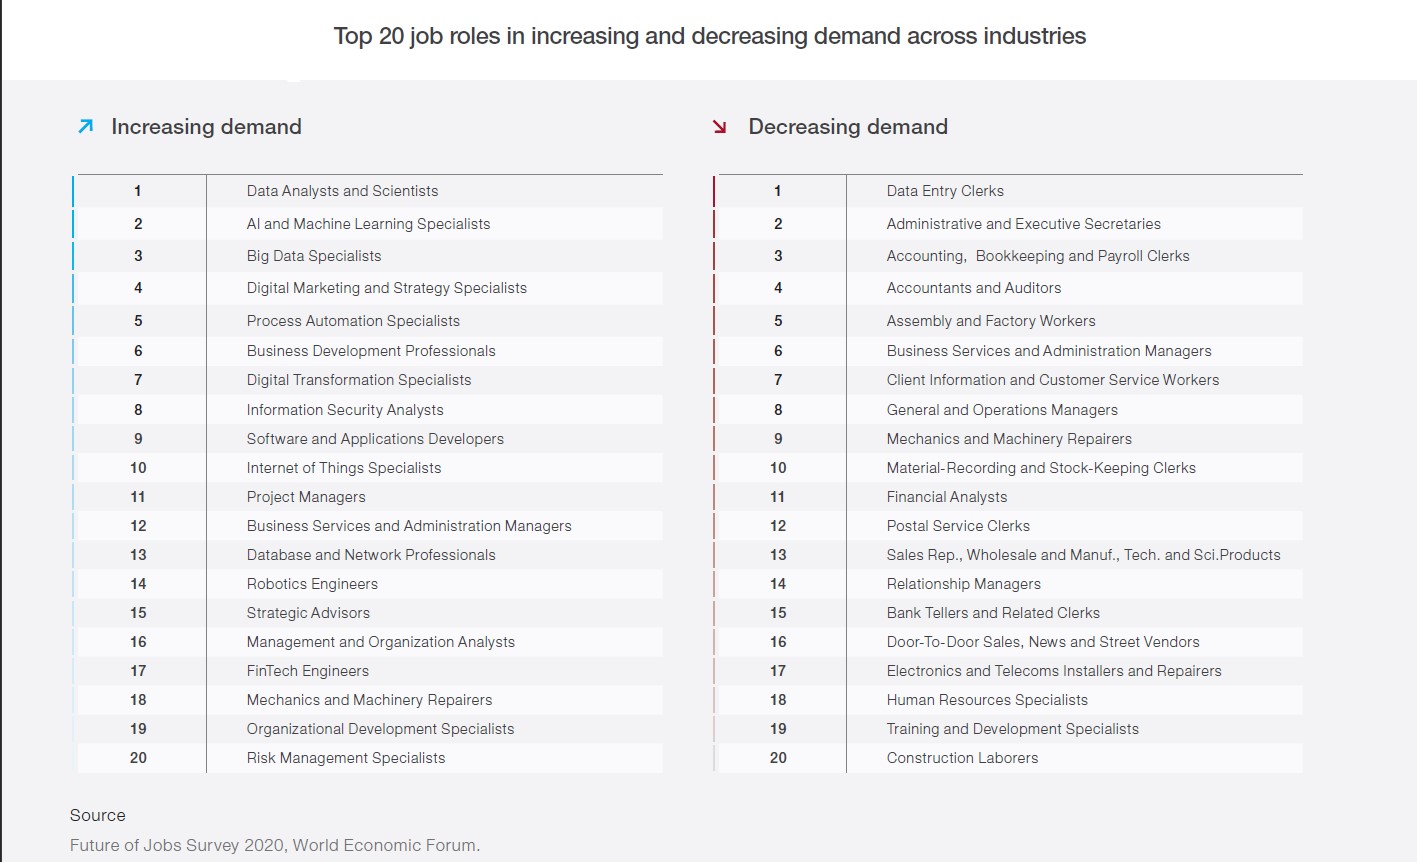 Top 20 job roles in increasing and decreasing demand across industries
Increasing demand
1 Data Analysts and Scientists
2 AI and Machine Learning Specialists
3 Big Data Specialists
4 Digital Marketing and Strategy Specialists
5 Process Automation Specialists
6 Business Development Professionals
7 Digital Transformation Specialists
8 Information Security Analysts
9 Software and Applications Developers
10 Internet of Things Specialists
11 Project Managers
12 Business Services and Administration Managers
13 Database and Network Professionals
14 Robotics Engineers
15 Strategic Advisors
16 Management and Organization Analysts
17 FinTech Engineers
18 Mechanics and Machinery Repairers
19 Organizational Development Specialists
20 Risk Management Specialists
Decreasing demand
1 Data Entry Clerks
2 Administrative and Executive Secretaries
3 Accounting, Bookkeeping and Payroll Clerks
4 Accountants and Auditors
5 Assembly and Factory Workers
6 Business Services and Administration Managers
7 Client Information and Customer Service Workers
8 General and Operations Managers
9 Mechanics and Machinery Repairers
10 Material-Recording and Stock-Keeping Clerks
11 Financial Analysts
12 Postal Service Clerks
13 Sales Rep., Wholesale and Manuf., Tech. and Sci.Products
14 Relationship Managers
15 Bank Tellers and Related Clerks
16 Door-To-Door Sales, News and Street Vendors
17 Electronics and Telecoms Installers and Repairers
18 Human Resources Specialists
19 Training and Development Specialists
20 Construction Laborers
Source
Future of Jobs Survey 2020, World Economic Forum.